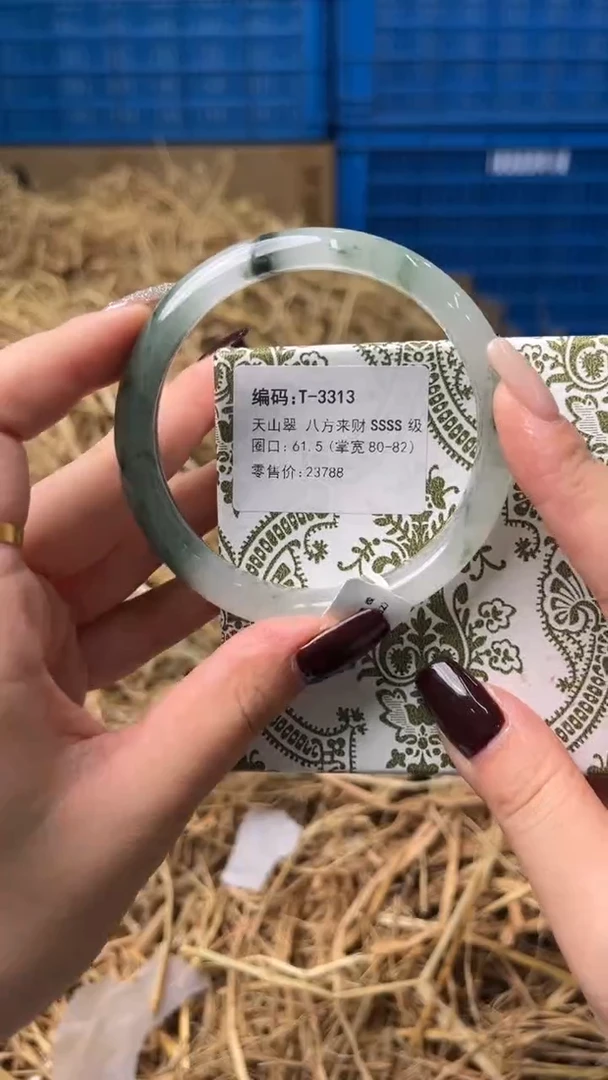 编码:T-3313
天山翠 八方来财 SSSS 级
圈口: 61.5 (掌宽 80-82)
零售价:23788